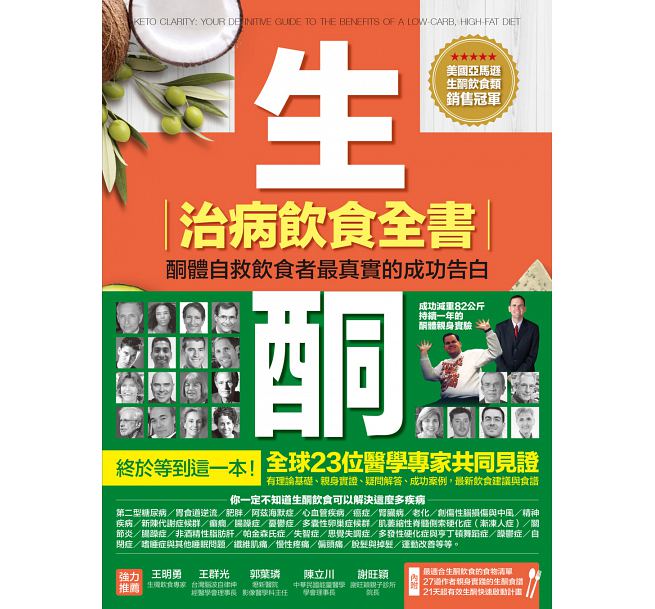 KETO CLARITY: YOUR DEFINITIVE GUIDE TO THE BENEFITS OF A LOW-CARB, HIGH-FAT DIET
★★★★★
美國亞馬遜
生酮飲食類
銷售冠軍
生
治病飲食全書
酮體自救飲食者最真實的成功告白
酮
成功減重82公斤
持續一年的
酮體親身實驗
終於等到這一本!
全球23位醫學專家共同見證
有理論基礎、親身實證、疑問解答、成功案例,最新飲食建議與食譜
你一定不知道生酮飲食可以解決這麼多疾病
第二型糖尿病/胃食道逆流/肥胖/阿茲海默症/心血管疾病/癌症/腎臟病/老化/創傷性腦損傷與中風/精神
疾病/新陳代謝症候群/癲癇/腸躁症/憂鬱症/多囊性卵巢症候群/肌萎縮性脊髓側索硬化症(漸凍人症)/關
節炎/腸躁症/非酒精性脂肪肝/帕金森氏症/失智症/思覺失調症/多發性硬化症與亨丁頓舞蹈症/躁鬱症/自
閉症/嗜睡症與其他睡眠問題/纖維肌痛/慢性疼痛/偏頭痛/脫髮與掉髮/運動改善等等。
強力
推薦
王明勇
生機飲食專家
王群光
台灣腦波自律神
經醫學會理事長
郭葉璘
宏昕醫院
影像醫學科主任
陳立川
中華民國能量醫學
學會理事長
謝旺穎
謝旺穎親子診所
院長
內附
最適合生酮飲食的食物清單
27道作者親身實踐的生酮食譜
21天超有效生酮快速啟動計畫